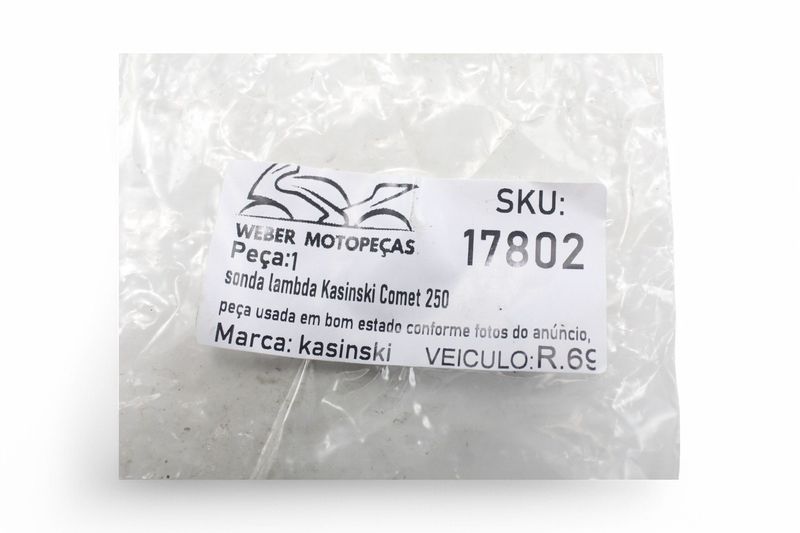 WEBER MOTOPEÇAS
SKU:
17802
Peça:1
sonda lambda Kasinski Comet 250
peça usada em bom estado conforme fotos do anúncio,
Marca: kasinski
VEICULO:R.69